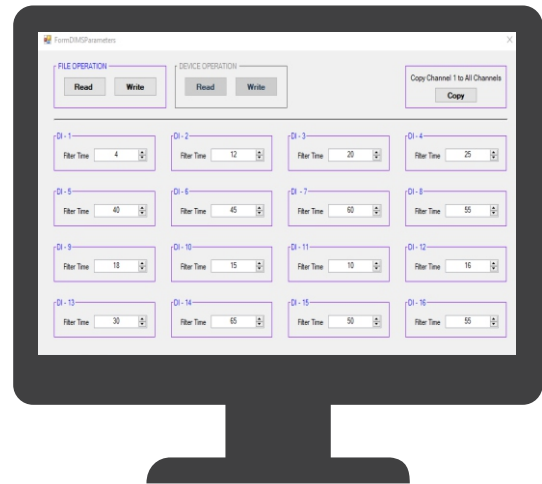 FormDIMSParameters
FILE OPERATION
Read Write
DEVICE OPERATION
Read Write
Copy Channel 1 to All Channels
Copy
DI - 1 DI - 2 DI - 3 DI - 4
Filter Time 4 Filter Time 12 Filter Time 20 Filter Time 25
DI - 5 DI - 6 DI - 7 DI - 8
Filter Time 40 Filter Time 45 Filter Time 60 Filter Time 55
DI - 9 DI - 10 DI - 11 DI - 12
Filter Time 18 Filter Time 15 Filter Time 10 Filter Time 16
DI - 13 DI - 14 DI - 15 DI - 16
Filter Time 30 Filter Time 65 Filter Time 50 Filter Time 55